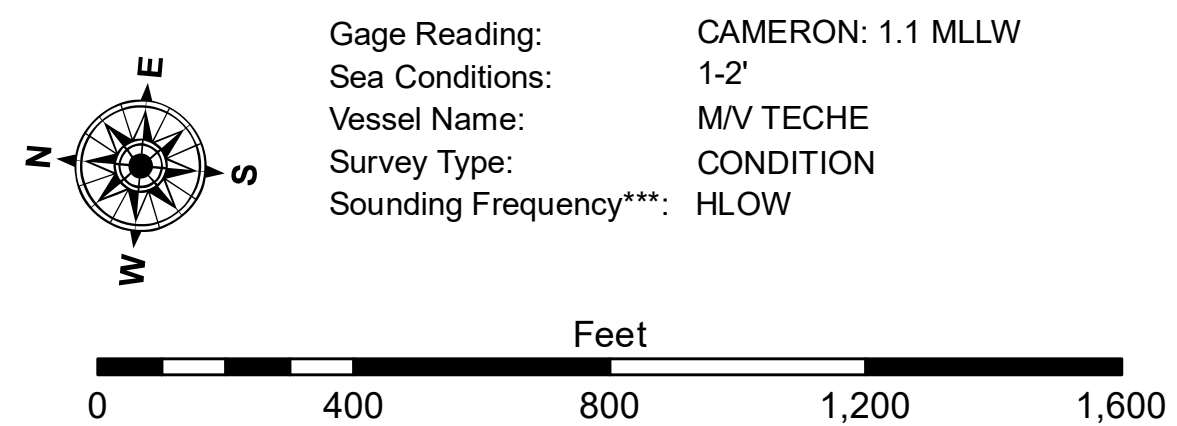 E
N
S
W
Gage Reading: CAMERON: 1.1 MLLW
Sea Conditions: 1-2'
Vessel Name: M/V TECHE
Survey Type: CONDITION
Sounding Frequency***: HLOW
Feet
0 400 800 1,200 1,600